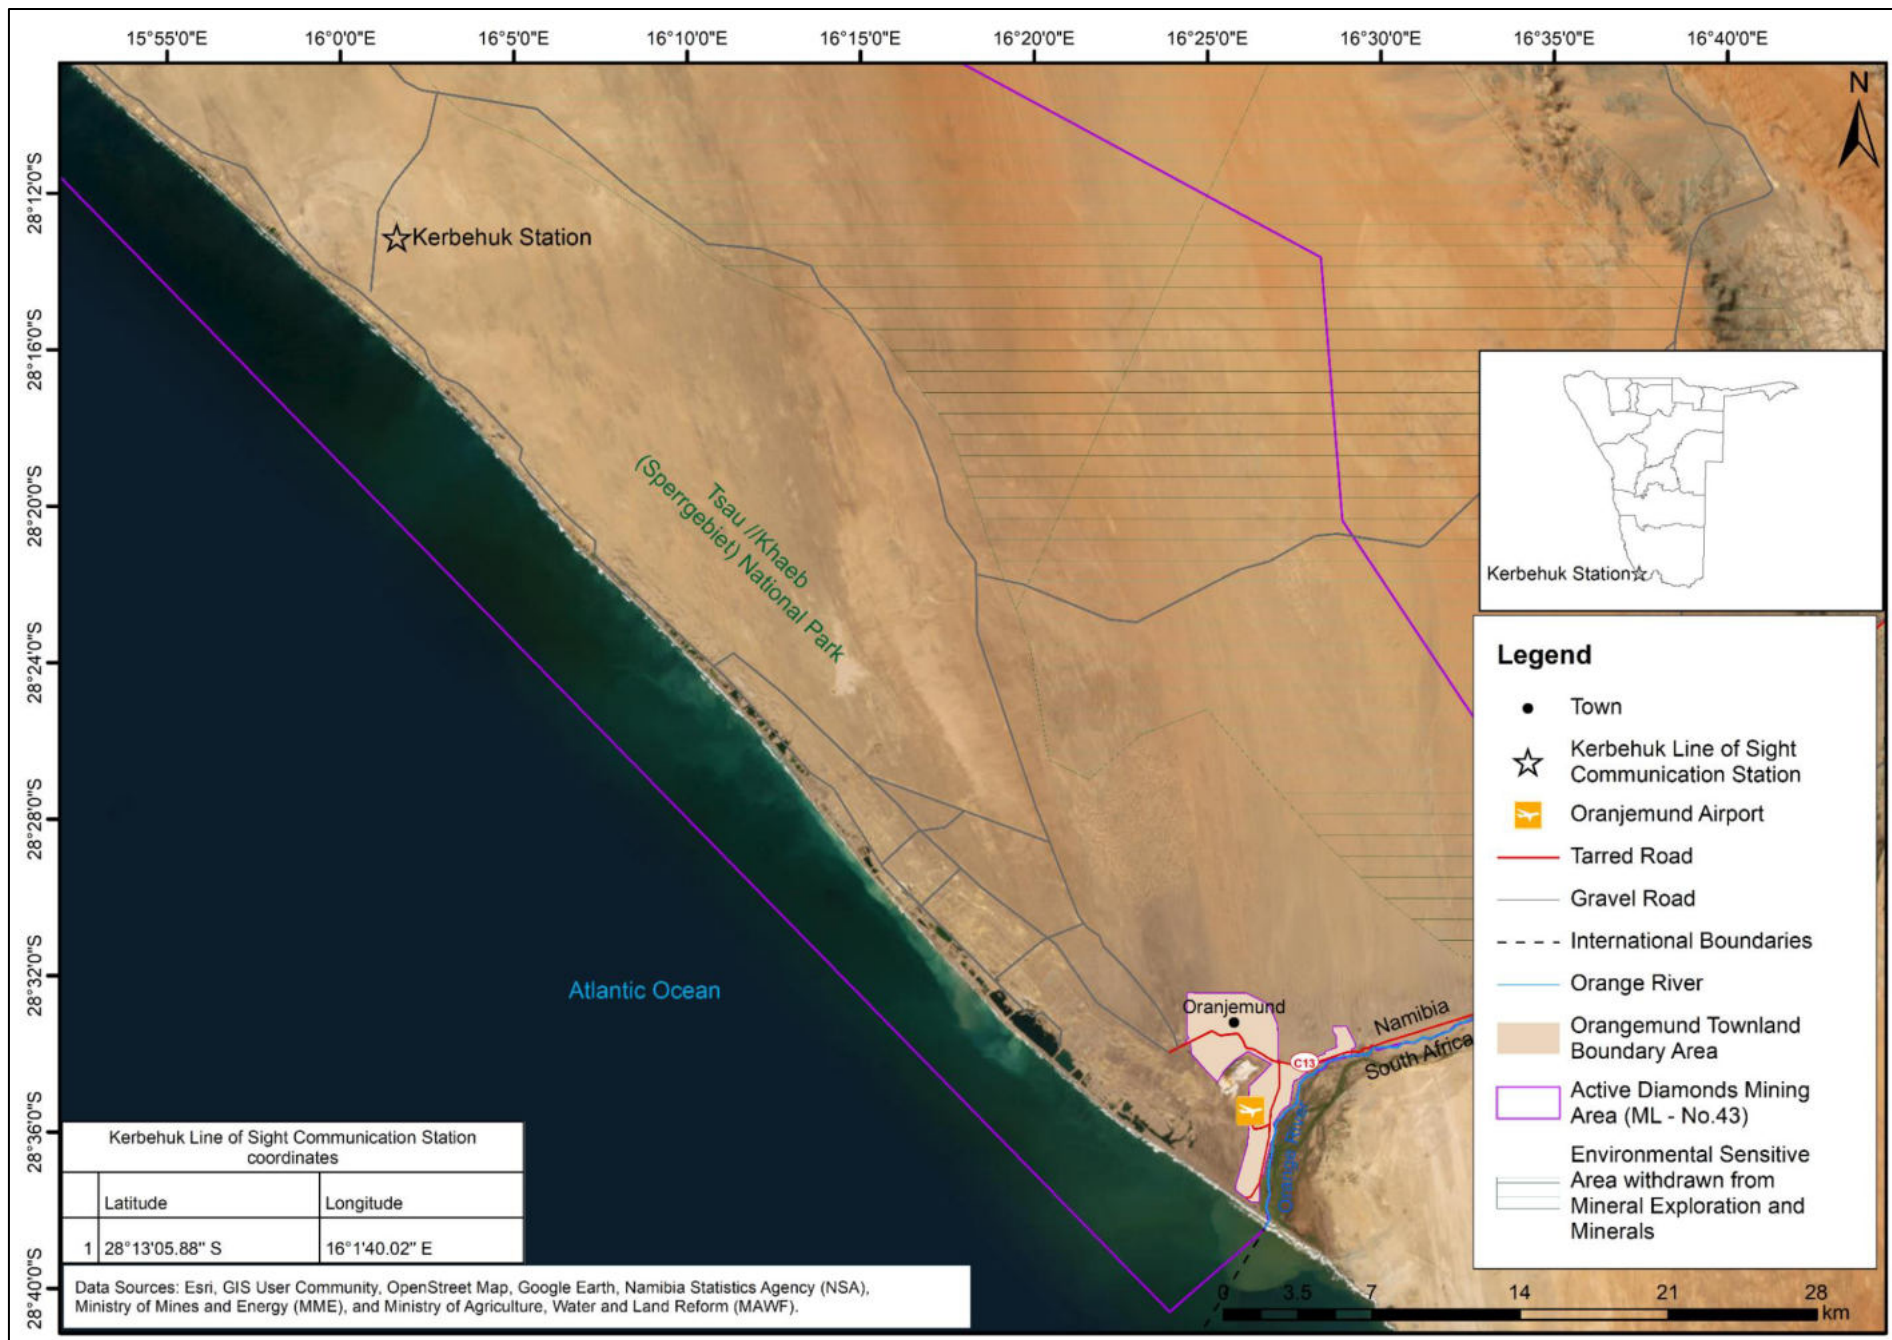 15°55'0"E 16°0'0"E 16°5'0"E 16°10'0"E 16°15'0"E 16°20'0"E 16°25'0"E 16°30'0"E 16°35'0"E 16°40'0"E
N
28°12'0"S
28°16'0"S
28°20'0"S
28°24'0"S
28°28'0"S
28°32'0"S
28°36'0"S
28°40'0"S
Kerbehuk Station
Tsau //Khaeb
(Sperrgebiet) National Park
Atlantic Ocean
Oranjemund
C13
Namibia
South Africa
Orange River
Kerbehuk Station
Legend
Town
Kerbehuk Line of Sight
Communication Station
Oranjemund Airport
Tarred Road
Gravel Road
International Boundaries
Orange River
Orangemund Townland
Boundary Area
Active Diamonds Mining
Area (ML - No.43)
Environmental Sensitive
Area withdrawn from
Mineral Exploration and
Minerals
Kerbehuk Line of Sight Communication Station
coordinates
Latitude Longitude
1 28°13'05.88" S 16°1'40.02" E
Data Sources: Esri, GIS User Community, OpenStreet Map, Google Earth, Namibia Statistics Agency (NSA),
Ministry of Mines and Energy (MME), and Ministry of Agriculture, Water and Land Reform (MAWF).
0 3.5 7 14 21 28
km